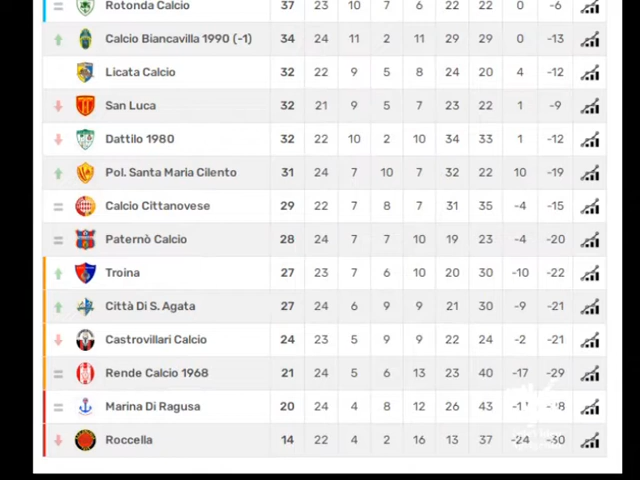 Rotonda Calcio 37 23 10 7 6 22 22 0 -6
Calcio Biancavilla 1990 (-1) 34 24 11 2 11 29 29 0 -13
Licata Calcio 32 22 9 5 8 24 20 4 -12
San Luca 32 21 9 5 7 23 22 1 -9
Dattilo 1980 32 22 10 2 10 34 33 1 -12
Pol. Santa Maria Cilento 31 24 7 10 7 32 22 10 -19
Calcio Cittanovese 29 22 7 8 7 31 35 -4 -15
Paternò Calcio 28 24 7 7 10 19 23 -4 -20
Troina 27 23 7 6 10 20 30 -10 -22
Città Di S. Agata 27 24 6 9 9 21 30 -9 -21
Castrovillari Calcio 24 23 5 9 9 22 24 -2 -21
Rende Calcio 1968 21 24 5 6 13 23 40 -17 -29
Marina Di Ragusa 20 24 4 8 12 26 43
Roccella 14 22 4 2 16 13 37 -24 -30